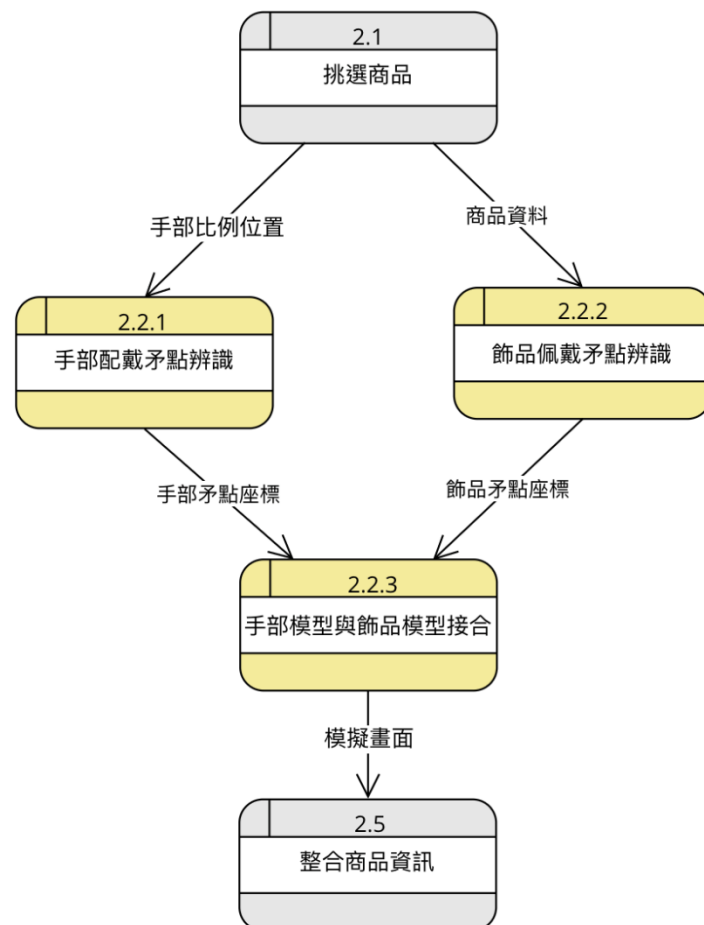 2.1
挑選商品
手部比例位置
商品資料
2.2.1
手部配戴矛點辨識
2.2.2
飾品佩戴矛點辨識
手部矛點座標
飾品矛點座標
2.2.3
手部模型與飾品模型接合
模擬畫面
2.5
整合商品資訊